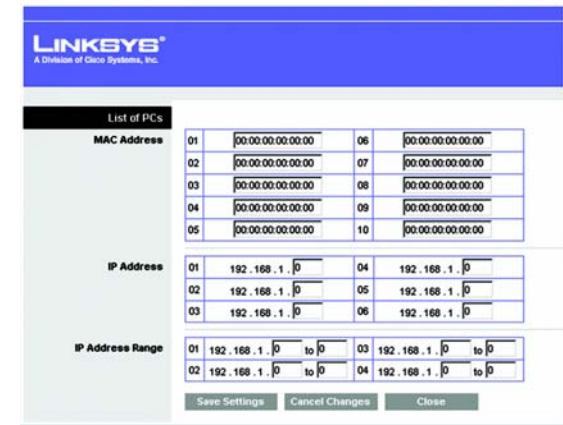 LINKSYS®
A Division of Cisco Systems, Inc.
List of PCs
MAC Address
01 00:00:00:00:00:00 06 00:00:00:00:00:00
02 00:00:00:00:00:00 07 00:00:00:00:00:00
03 00:00:00:00:00:00 08 00:00:00:00:00:00
04 00:00:00:00:00:00 09 00:00:00:00:00:00
05 00:00:00:00:00:00 10 00:00:00:00:00:00
IP Address
01 192 . 168 . 1 . 0 04 192 . 168 . 1 . 0
02 192 . 168 . 1 . 0 05 192 . 168 . 1 . 0
03 192 . 168 . 1 . 0 06 192 . 168 . 1 . 0
IP Address Range
01 192 . 168 . 1 . 0 to 0 03 192 . 168 . 1 . 0 to 0
02 192 . 168 . 1 . 0 to 0 04 192 . 168 . 1 . 0 to 0
Save Settings Cancel Changes Close